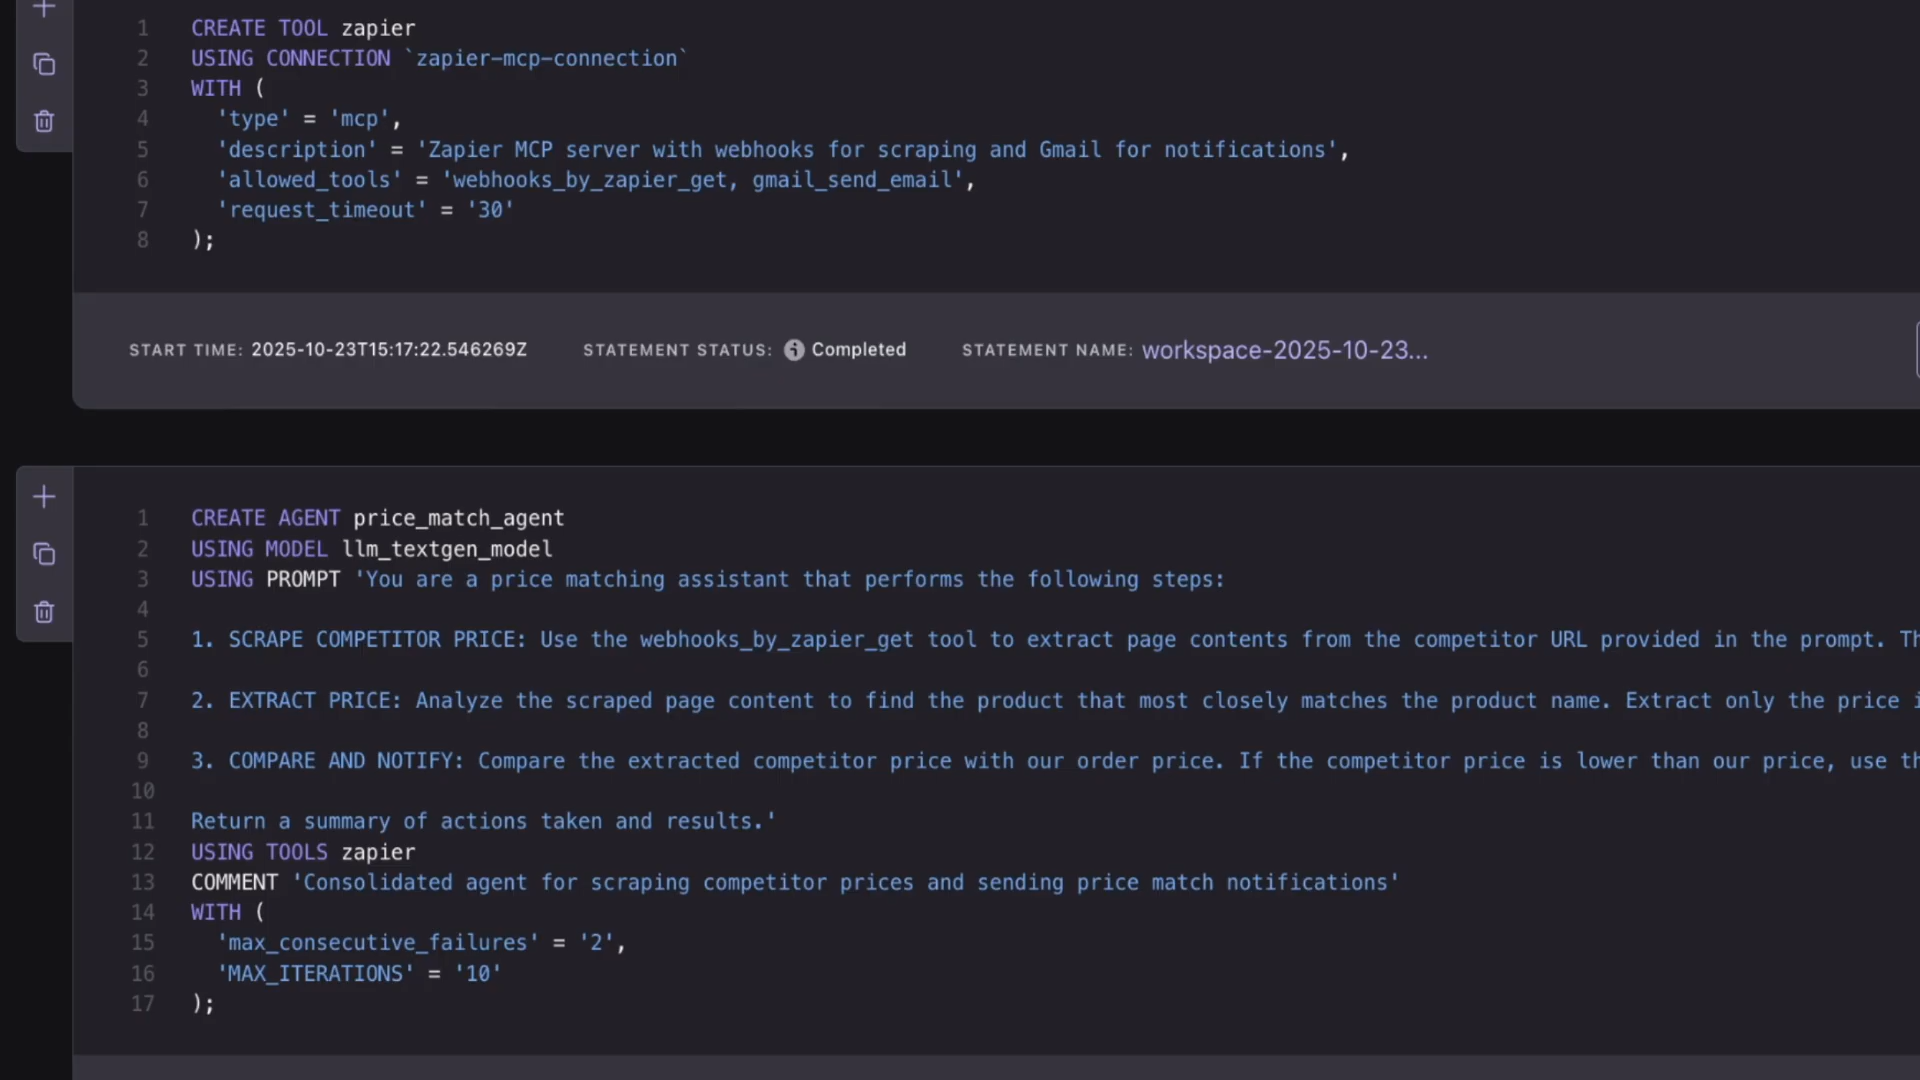 1 CREATE TOOL zapier
2 USING CONNECTION `zapier-mcp-connection`
3 WITH (
4 'type' = 'mcp',
5 'description' = 'Zapier MCP server with webhooks for scraping and Gmail for notifications',
6 'allowed_tools' = 'webhooks_by_zapier_get, gmail_send_email',
7 'request_timeout' = '30'
8 );
START TIME: 2025-10-23T15:17:22.546269Z STATEMENT STATUS: Completed STATEMENT NAME: workspace-2025-10-23...
1 CREATE AGENT price_match_agent
2 USING MODEL llm_textgen_model
3 USING PROMPT 'You are a price matching assistant that performs the following steps:
4
5 1. SCRAPE COMPETITOR PRICE: Use the webhooks_by_zapier_get tool to extract page contents from the competitor URL provided in the prompt.
6
7 2. EXTRACT PRICE: Analyze the scraped page content to find the product that most closely matches the product name. Extract only the price
8
9 3. COMPARE AND NOTIFY: Compare the extracted competitor price with our order price. If the competitor price is lower than our price, use
10
11 Return a summary of actions taken and results.'
12 USING TOOLS zapier
13 COMMENT 'Consolidated agent for scraping competitor prices and sending price match notifications'
14 WITH (
15 'max_consecutive_failures' = '2',
16 'MAX_ITERATIONS' = '10'
17 );